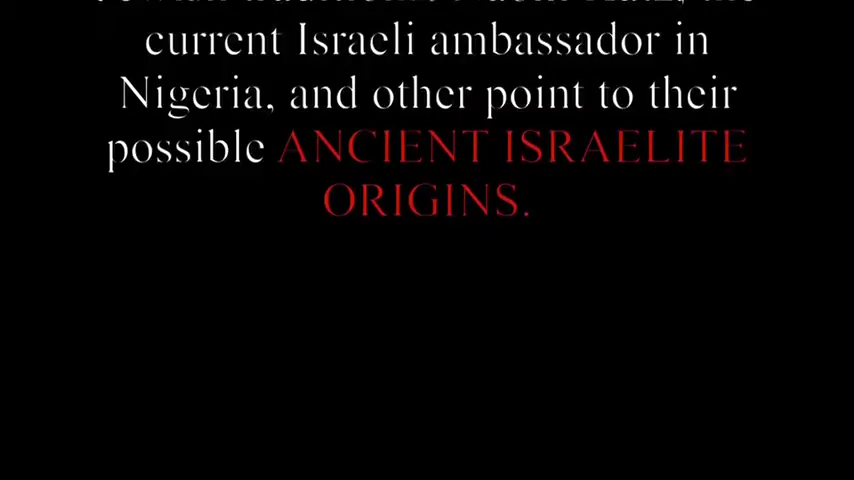 current Israeli ambassador in
Nigeria, and other point to their
possible ANCIENT ISRAELITE
ORIGINS.